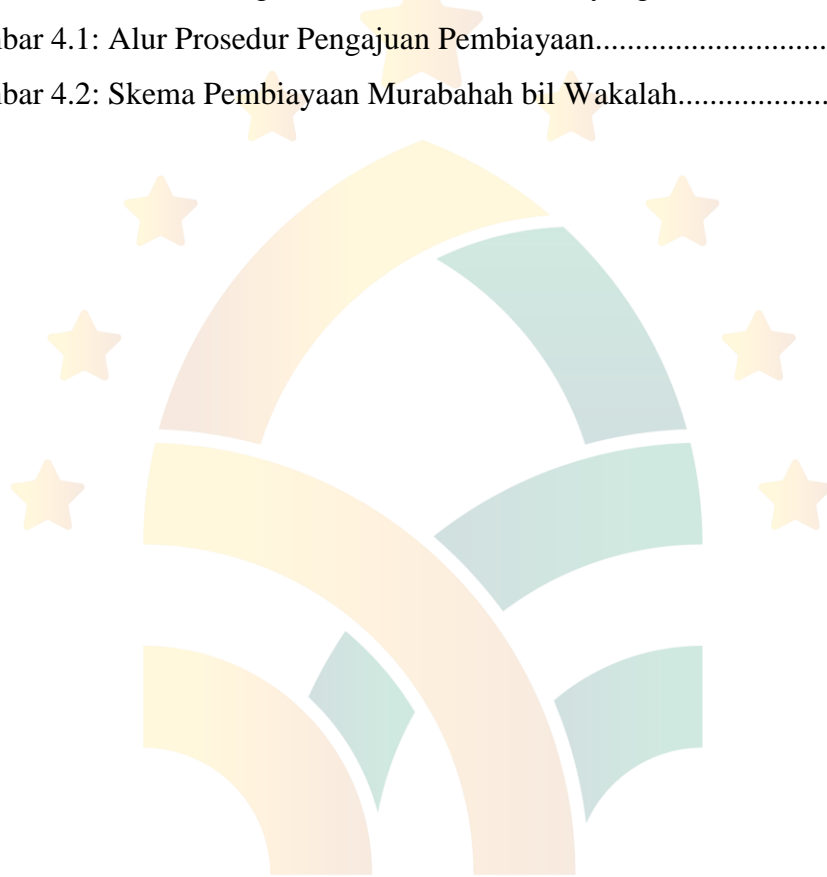 bar 4.1: Alur Prosedur Pengajuan Pembiayaan.............................
bar 4.2: Skema Pembiayaan Murabahah bil Wakalah...................